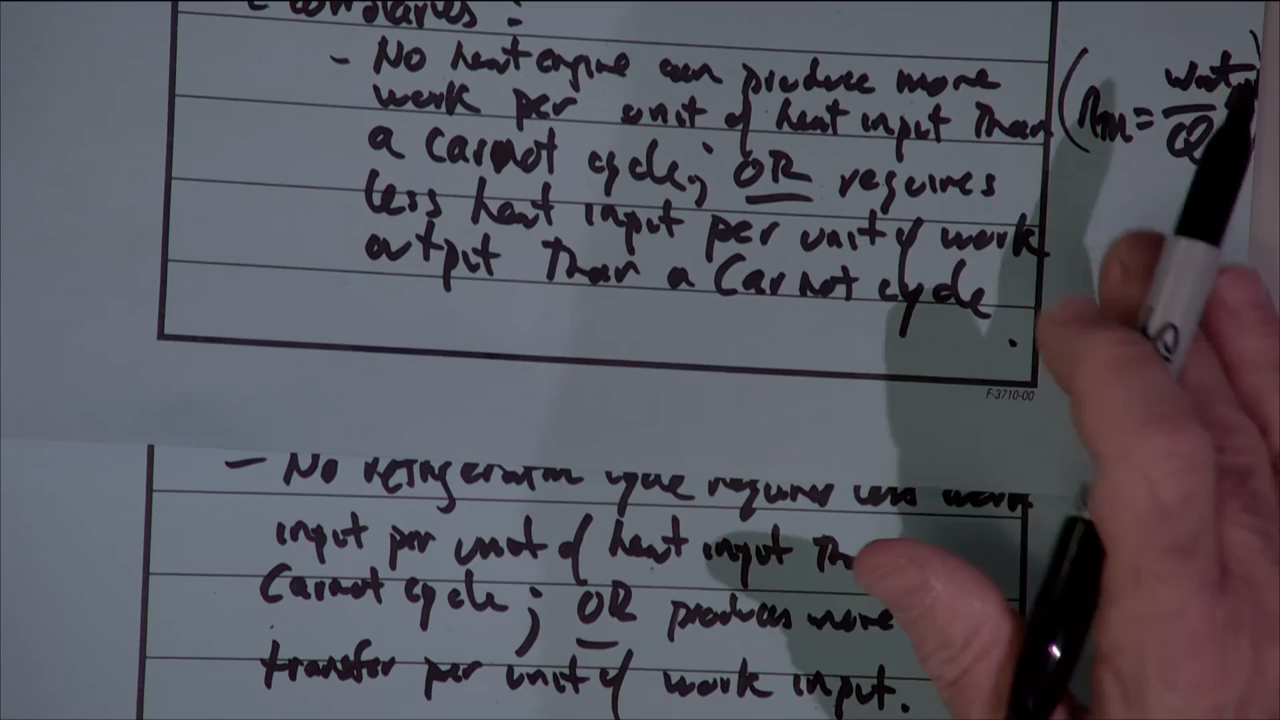 Corollaries :
- No heat engine can produce more
work per unit of heat input Than
a carnot cycle; OR requires
less heat input per unit of work
output Than a Carnot cycle
.
F-3710-00
- No refrigeration cycle requires less work
input per unit of heat input
Carnot cycle; OR produces more
transfer per unit of work input.